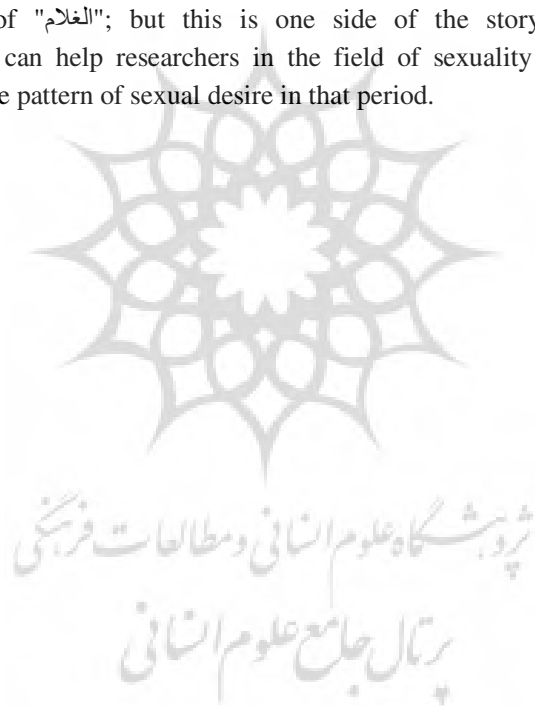 of "الغلام"; but this is one side of the story
can help researchers in the field of sexuality
e pattern of sexual desire in that period.
پژوهشگاه علوم انسانی و مطالعات فرهنگی
پرتال جامع علوم انسانی